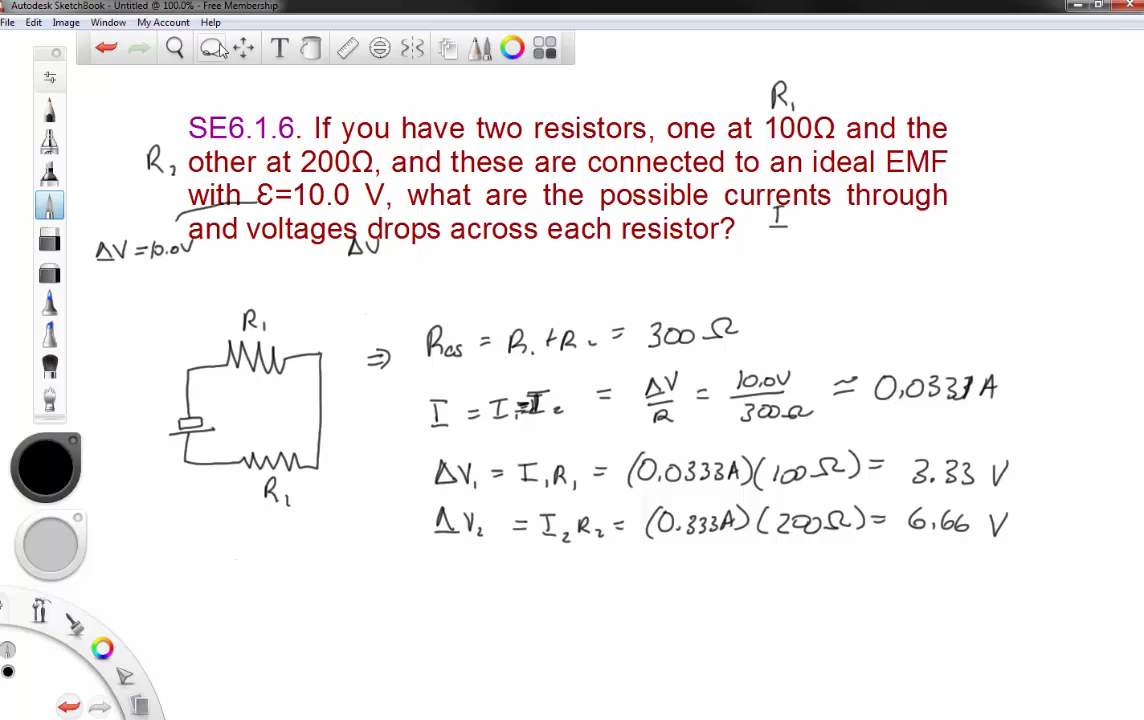 Autodesk SketchBook - Untitled @ 100.0% - Free Membership
File Edit Image Window My Account Help
T
R₁
SE6.1.6. If you have two resistors, one at 100Ω and the
R₂ other at 200Ω, and these are connected to an ideal EMF
with Ɛ=10.0 V, what are the possible currents through
I
and voltages drops across each resistor?
ΔV = 10.0V ΔV
R₁
R₁
⇒ R = R₁ + R₂ = 300 Ω
I = I₁ = I₂ = ΔV/R = 10.0V/300Ω ≈ 0.0333 A
ΔV₁ = I₁R₁ = (0.0333A)(100Ω) = 3.33 V
ΔV₂ = I₂R₂ = (0.333A)(200Ω) = 6.66 V